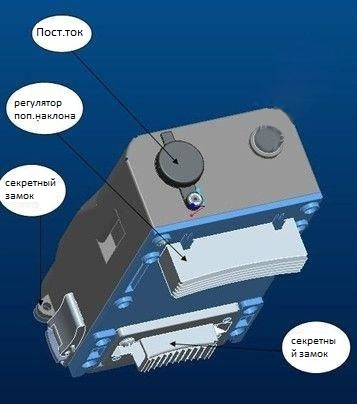 Пост.ток
регулятор
поп.наклона
секретный
замок
секретны
й замок